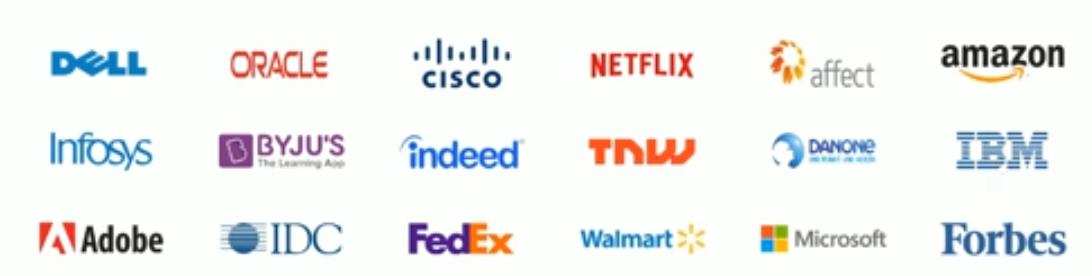 DELL ORACLE CISCO NETFLIX affect amazon
Infosys BYJU'S indeed TNW DANONE IBM
The Learning App
Adobe IDC FedEx Walmart Microsoft Forbes